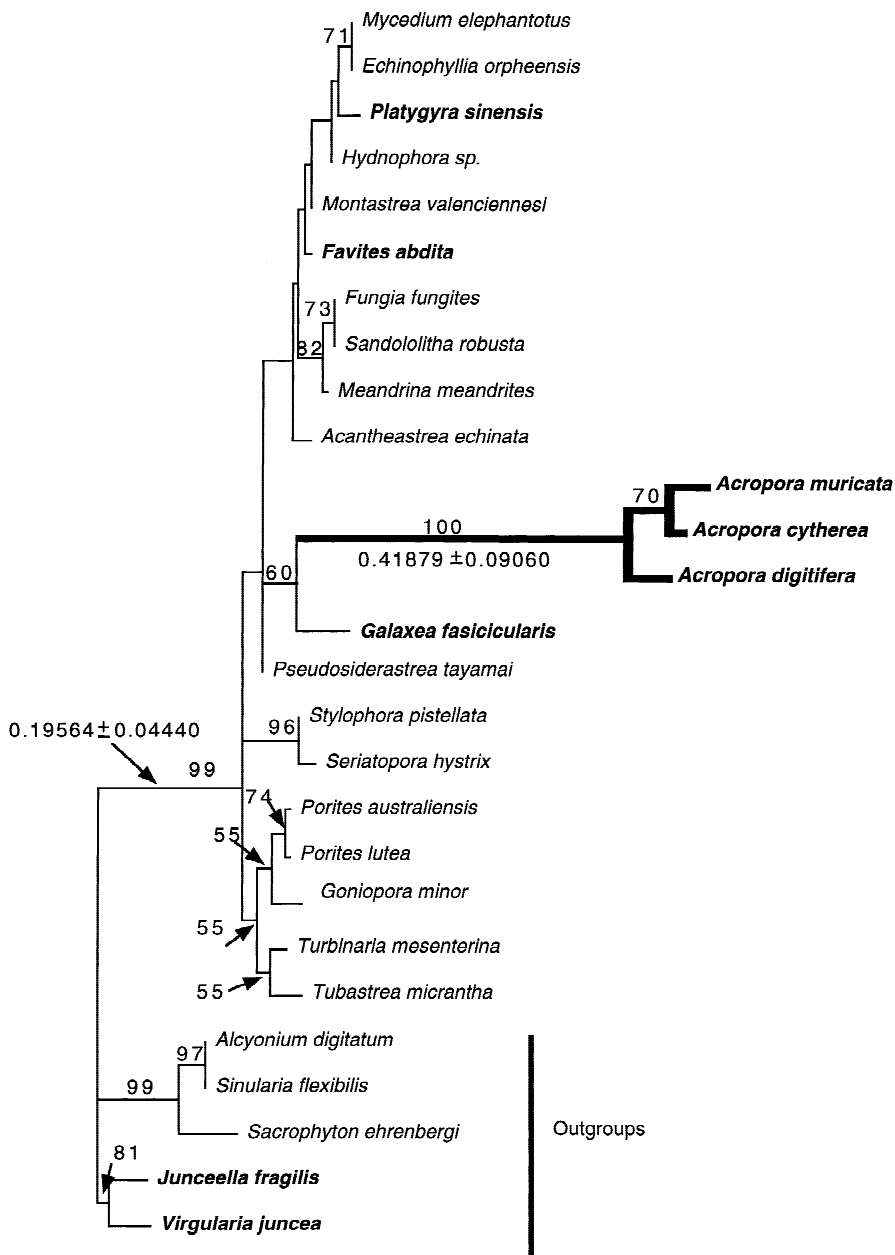 Mycedium elephantotus
71
Echinophyllia orpheensis
Platygyra sinensis
Hydnophora sp.
Montastrea valenciennesI
Favites abdita
Fungia fungites
73
Sandololitha robusta
82
Meandrina meandrites
Acantheastrea echinata
Acropora muricata
70
Acropora cytherea
100
0.41879 ±0.09060
60
Acropora digitifera
Galaxea fasicicularis
Pseudosiderastrea tayamai
Stylophora pistellata
0.19564±0.04440
96
Seriatopora hystrix
99
74
Porites australiensis
55
Porites lutea
Goniopora minor
55
Turbinaria mesenterina
55
Tubastrea micrantha
Alcyonium digitatum
97
Sinularia flexibilis
99
Sacrophyton ehrenbergi
Outgroups
81
Junceella fragilis
Virgularia juncea